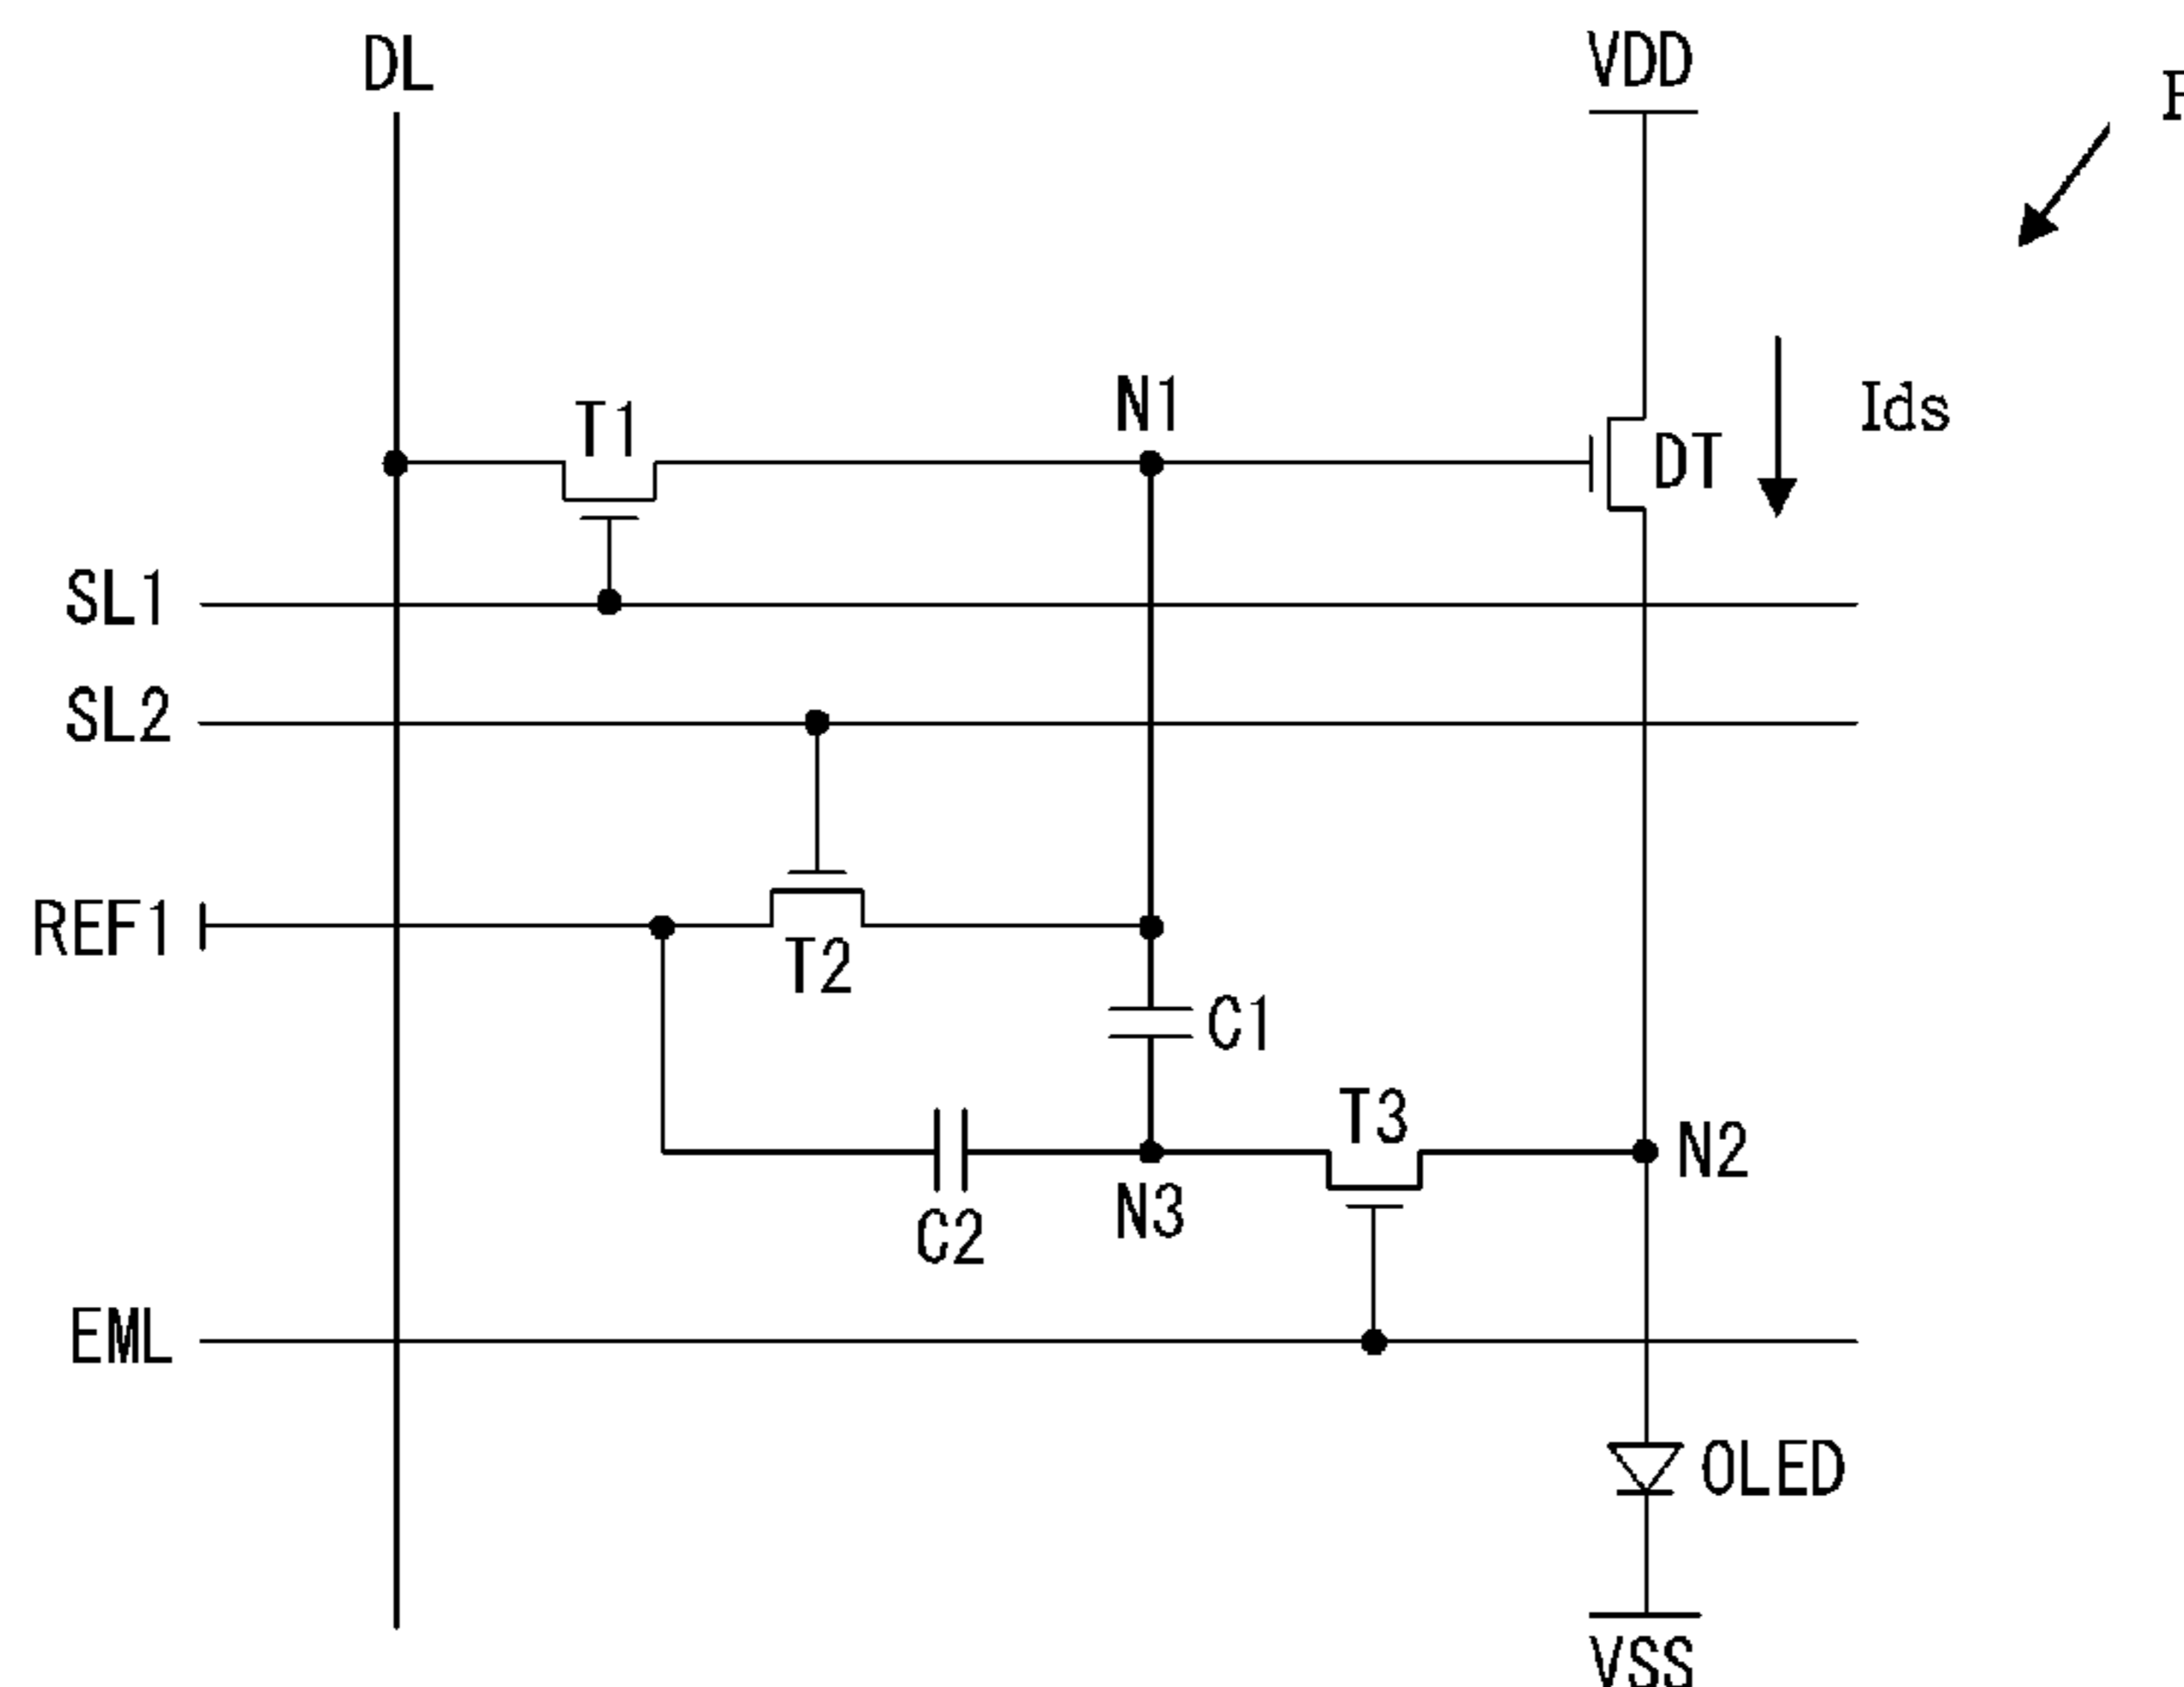 DL
VDD
T1
N1
DT
Ids
SL1
SL2
REF1
T2
C1
T3
N2
N3
C2
EML
OLED
VSS